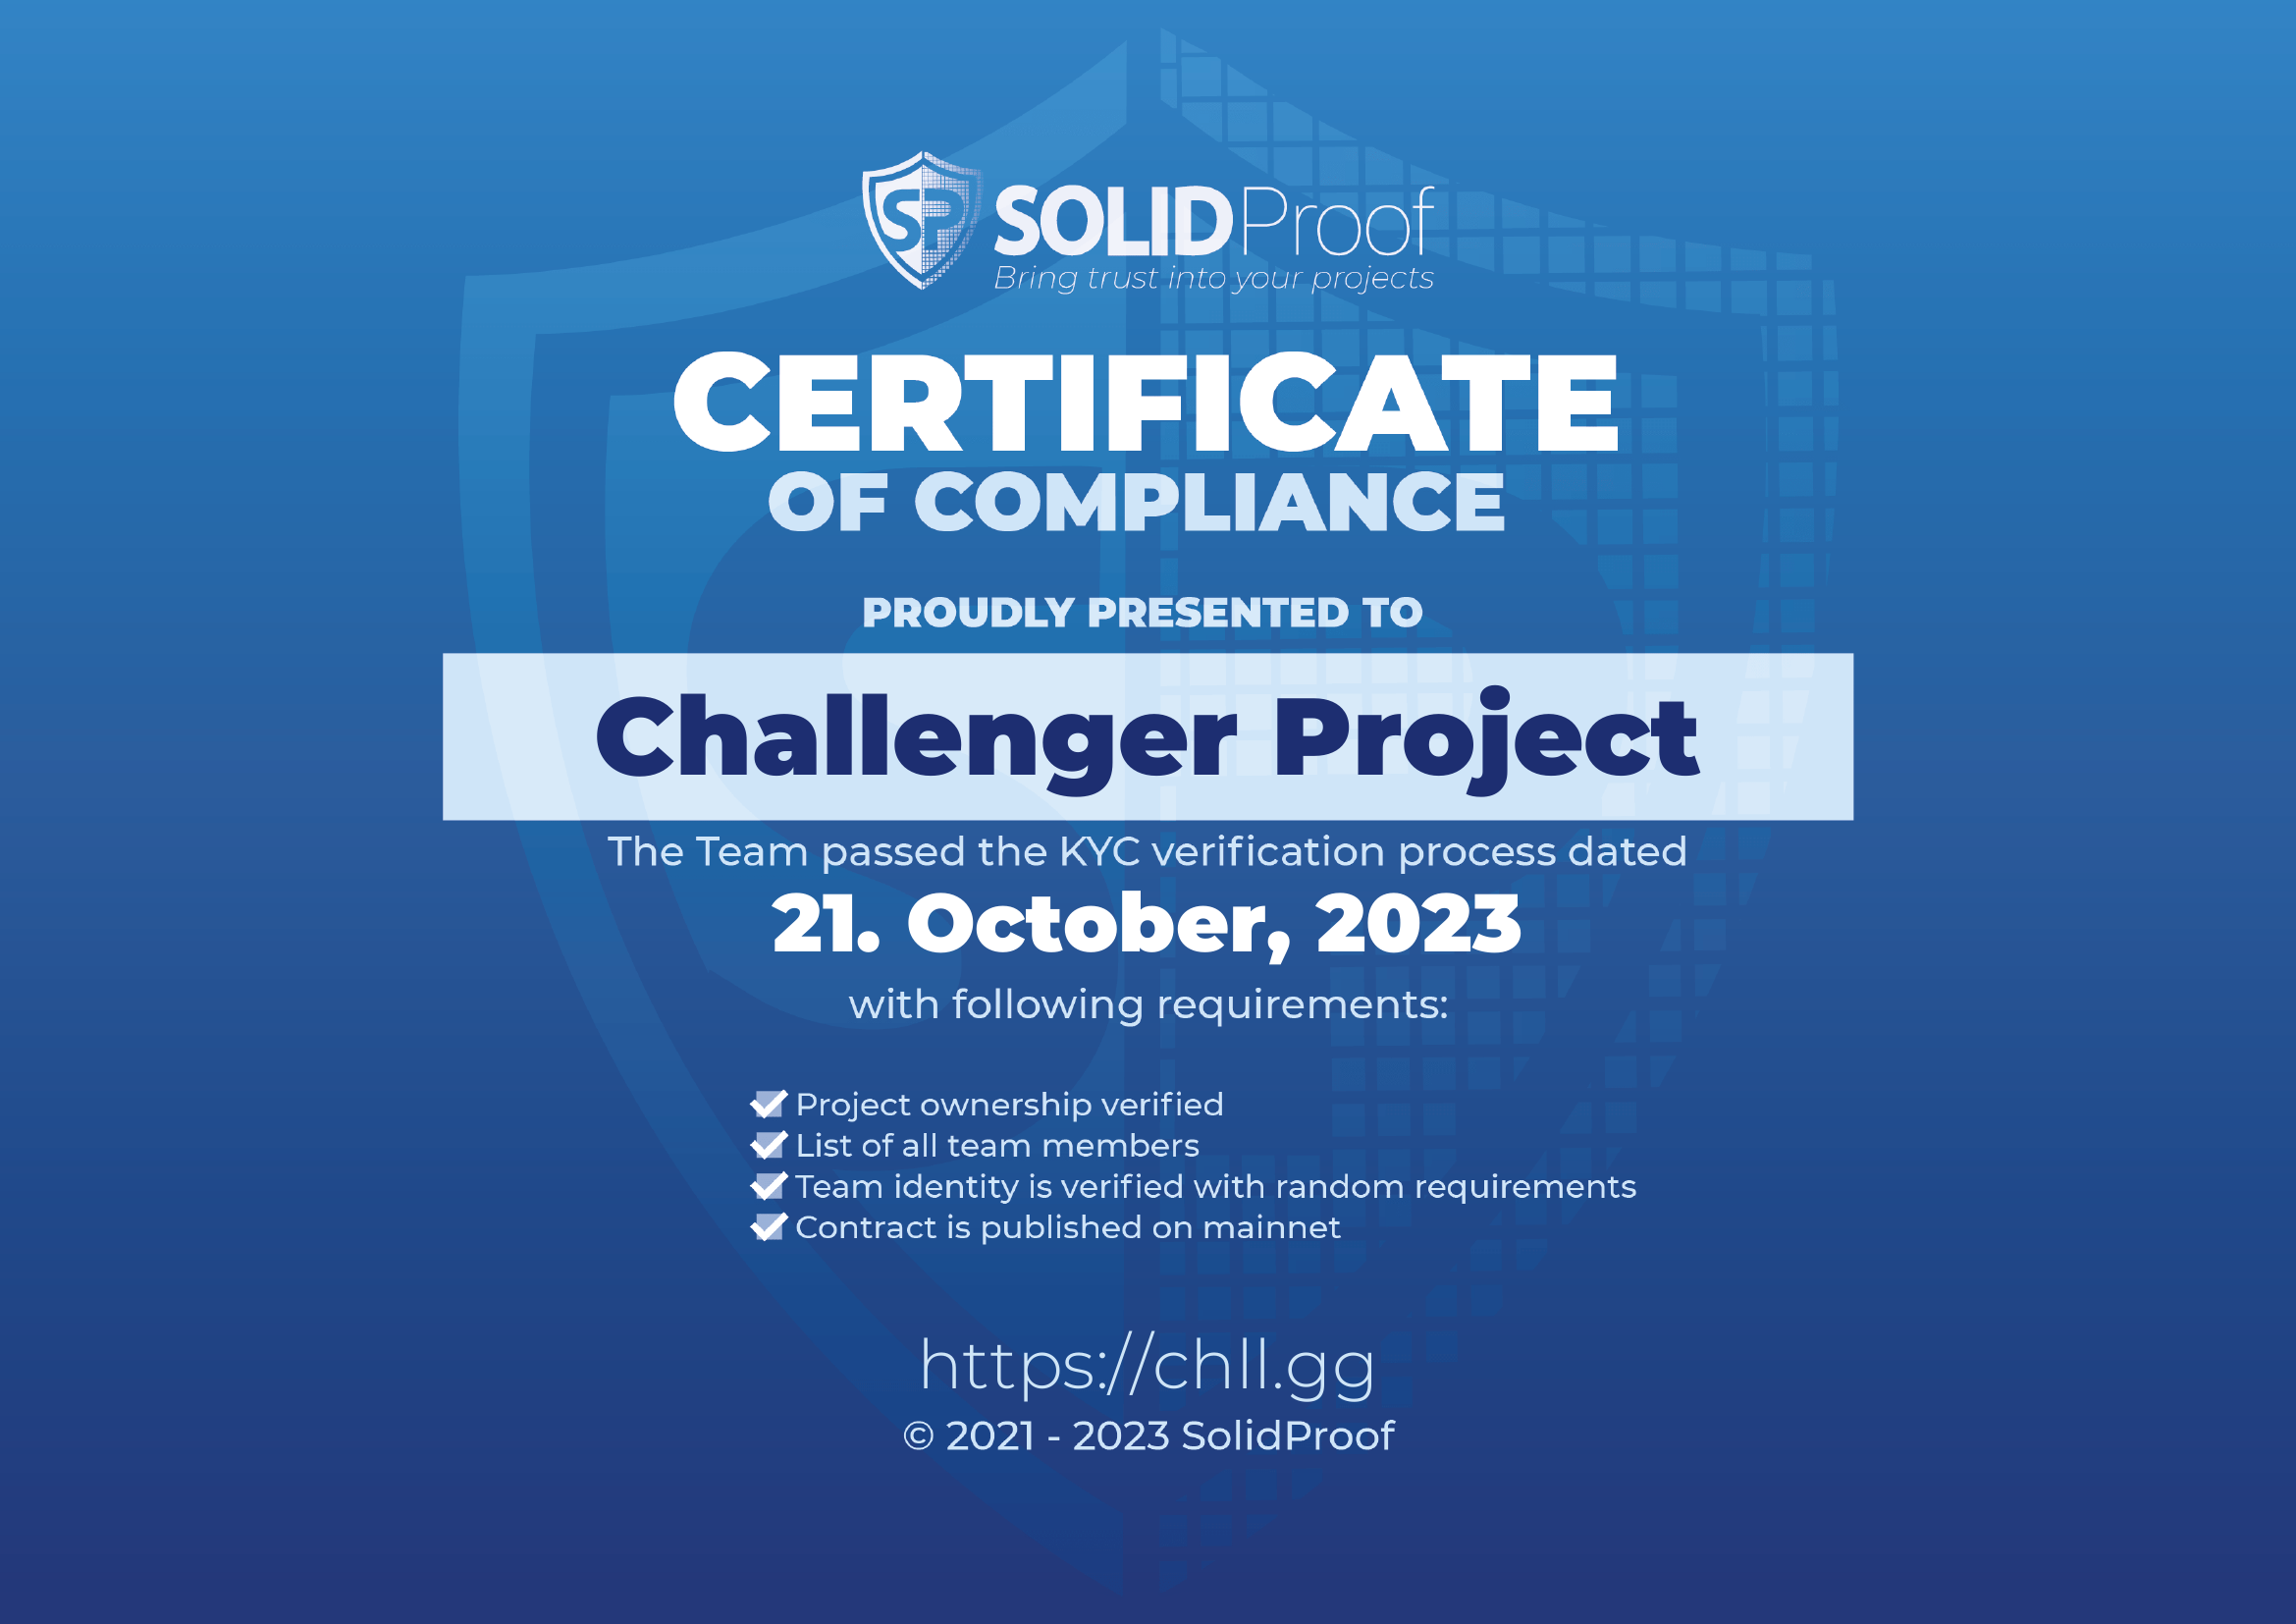 SP SOLIDProof
Bring trust into your projects
CERTIFICATE
OF COMPLIANCE
PROUDLY PRESENTED TO
Challenger Project
The Team passed the KYC verification process dated
21. October, 2023
with following requirements:
Project ownership verified
List of all team members
Team identity is verified with random requirements
Contract is published on mainnet
https://chll.gg
© 2021 - 2023 SolidProof